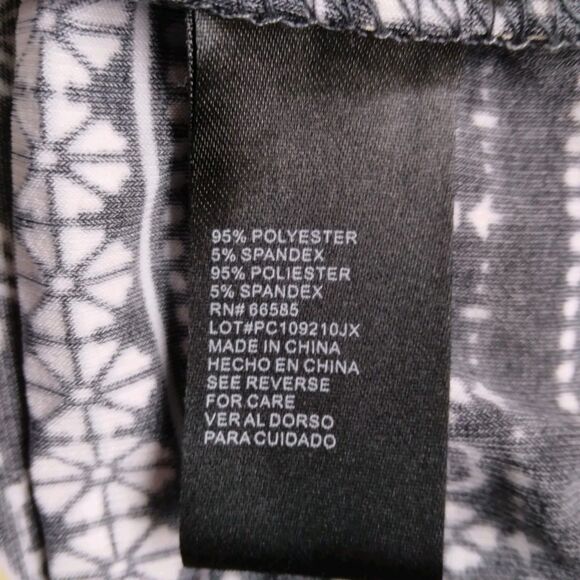 95% POLYESTER
5% SPANDEX
95% POLIESTER
5% SPANDEX
RN# 66585
LOT#PC109210JX
MADE IN CHINA
HECHO EN CHINA
SEE REVERSE
FOR CARE
VER AL DORSO
PARA CUIDADO